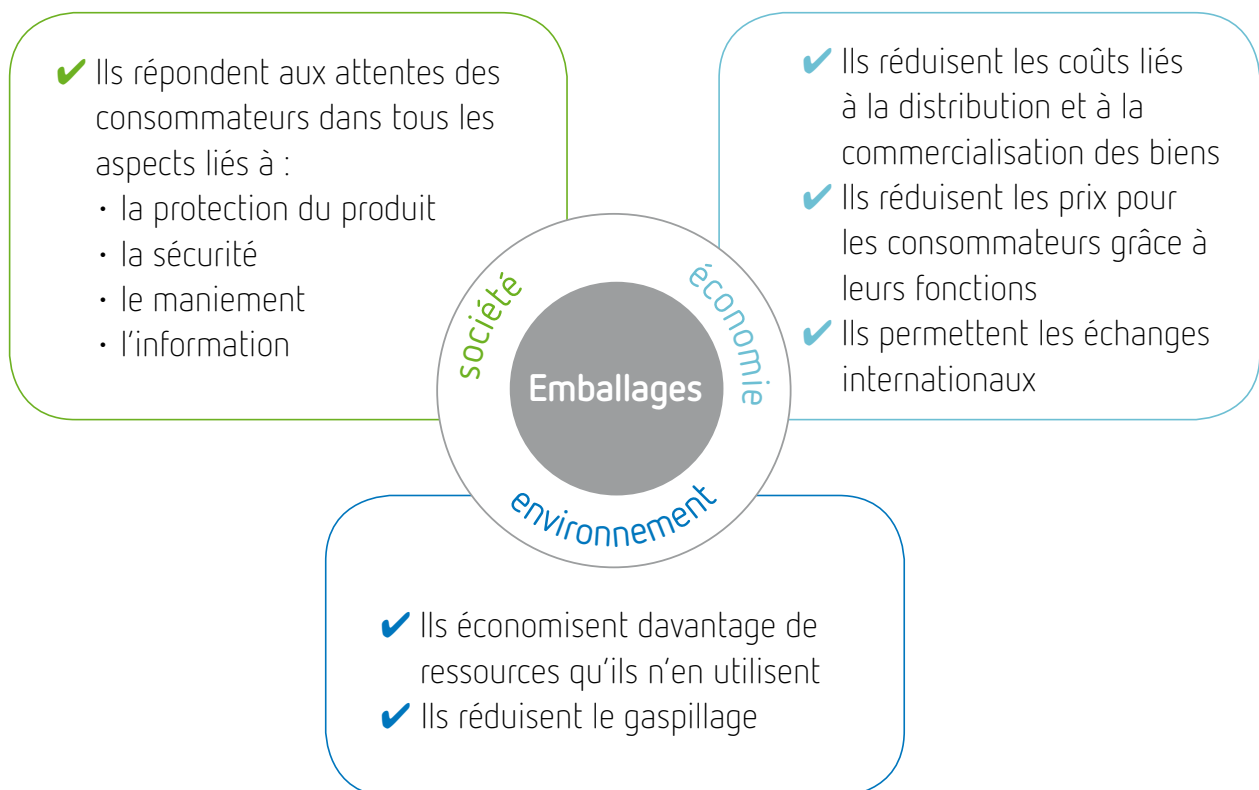 ✔ Ils répondent aux attentes des
consommateurs dans tous les
aspects liés à :
· la protection du produit
· la sécurité
· le maniement
· l'information
✔ Ils réduisent les coûts liés
à la distribution et à la
commercialisation des biens
✔ Ils réduisent les prix pour
les consommateurs grâce à
leurs fonctions
✔ Ils permettent les échanges
internationaux
société
économie
Emballages
environnement
✔ Ils économisent davantage de
ressources qu'ils n'en utilisent
✔ Ils réduisent le gaspillage